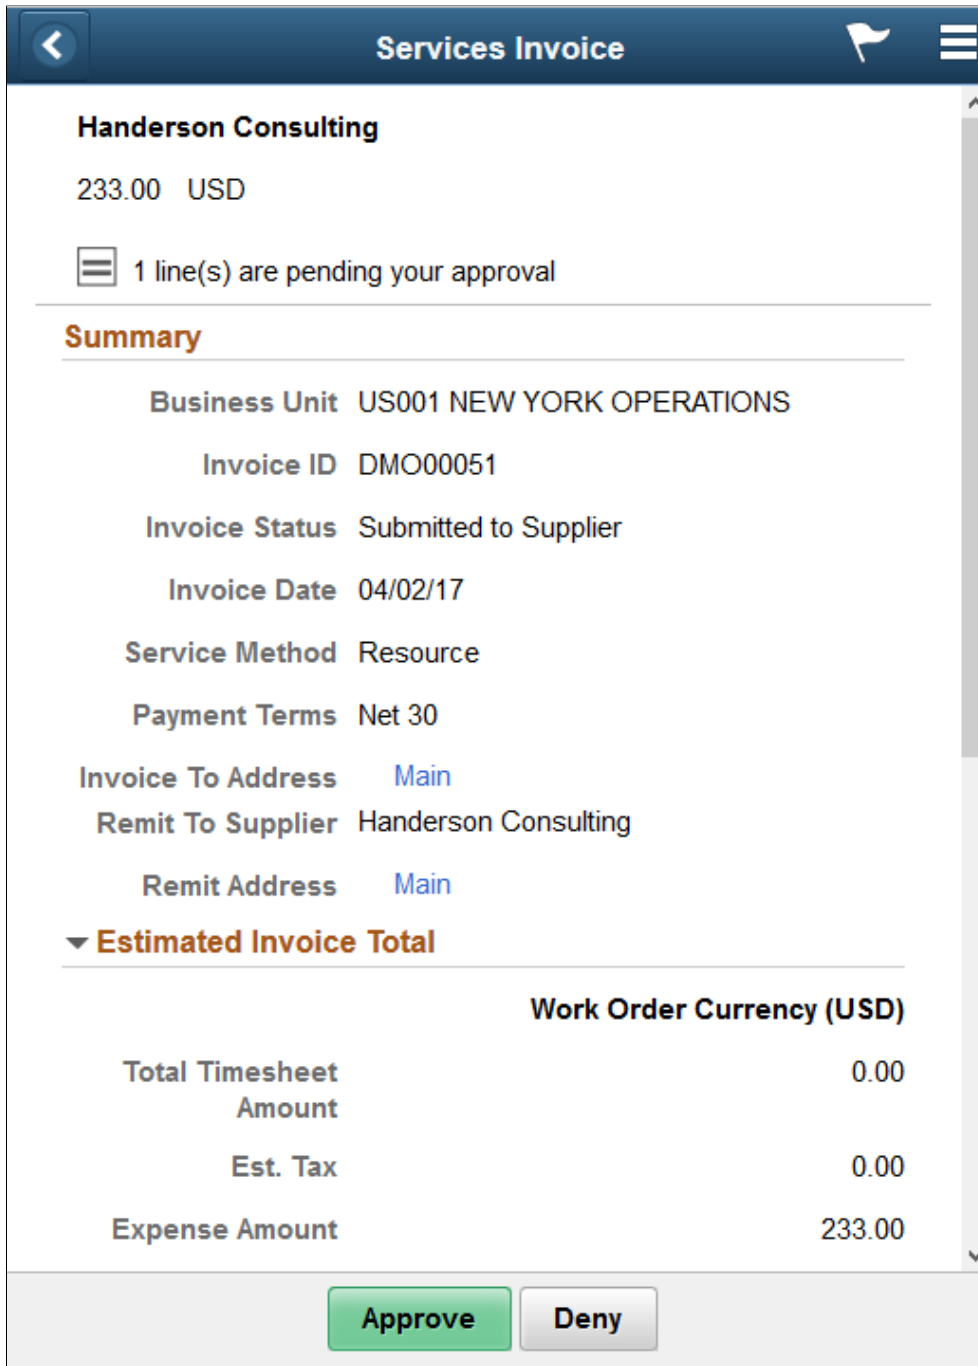 Services Invoice
Handerson Consulting
233.00 USD
1 line(s) are pending your approval
Summary
Business Unit US001 NEW YORK OPERATIONS
Invoice ID DMO00051
Invoice Status Submitted to Supplier
Invoice Date 04/02/17
Service Method Resource
Payment Terms Net 30
Invoice To Address Main
Remit To Supplier Handerson Consulting
Remit Address Main
Estimated Invoice Total
Work Order Currency (USD)
Total Timesheet 0.00
Amount
Est. Tax 0.00
Expense Amount 233.00
Approve Deny